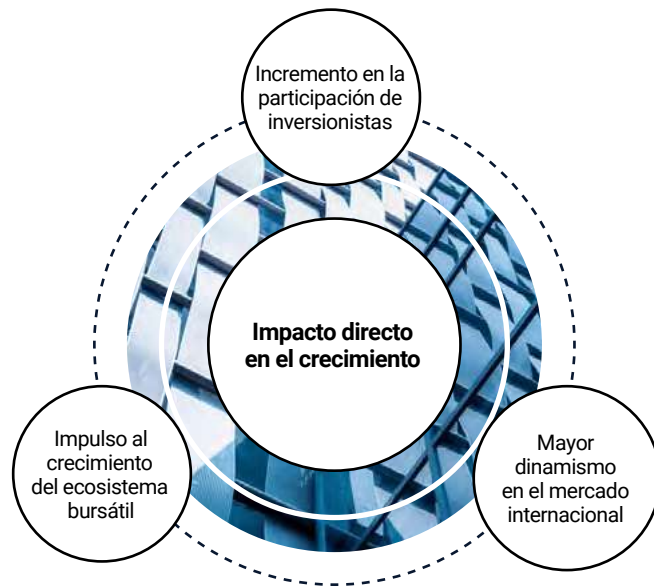 Incremento en la
participación de
inversionistas
Impacto directo
en el crecimiento
Impulso al
crecimiento
del ecosistema
bursátil
Mayor
dinamismo
en el mercado
internacional